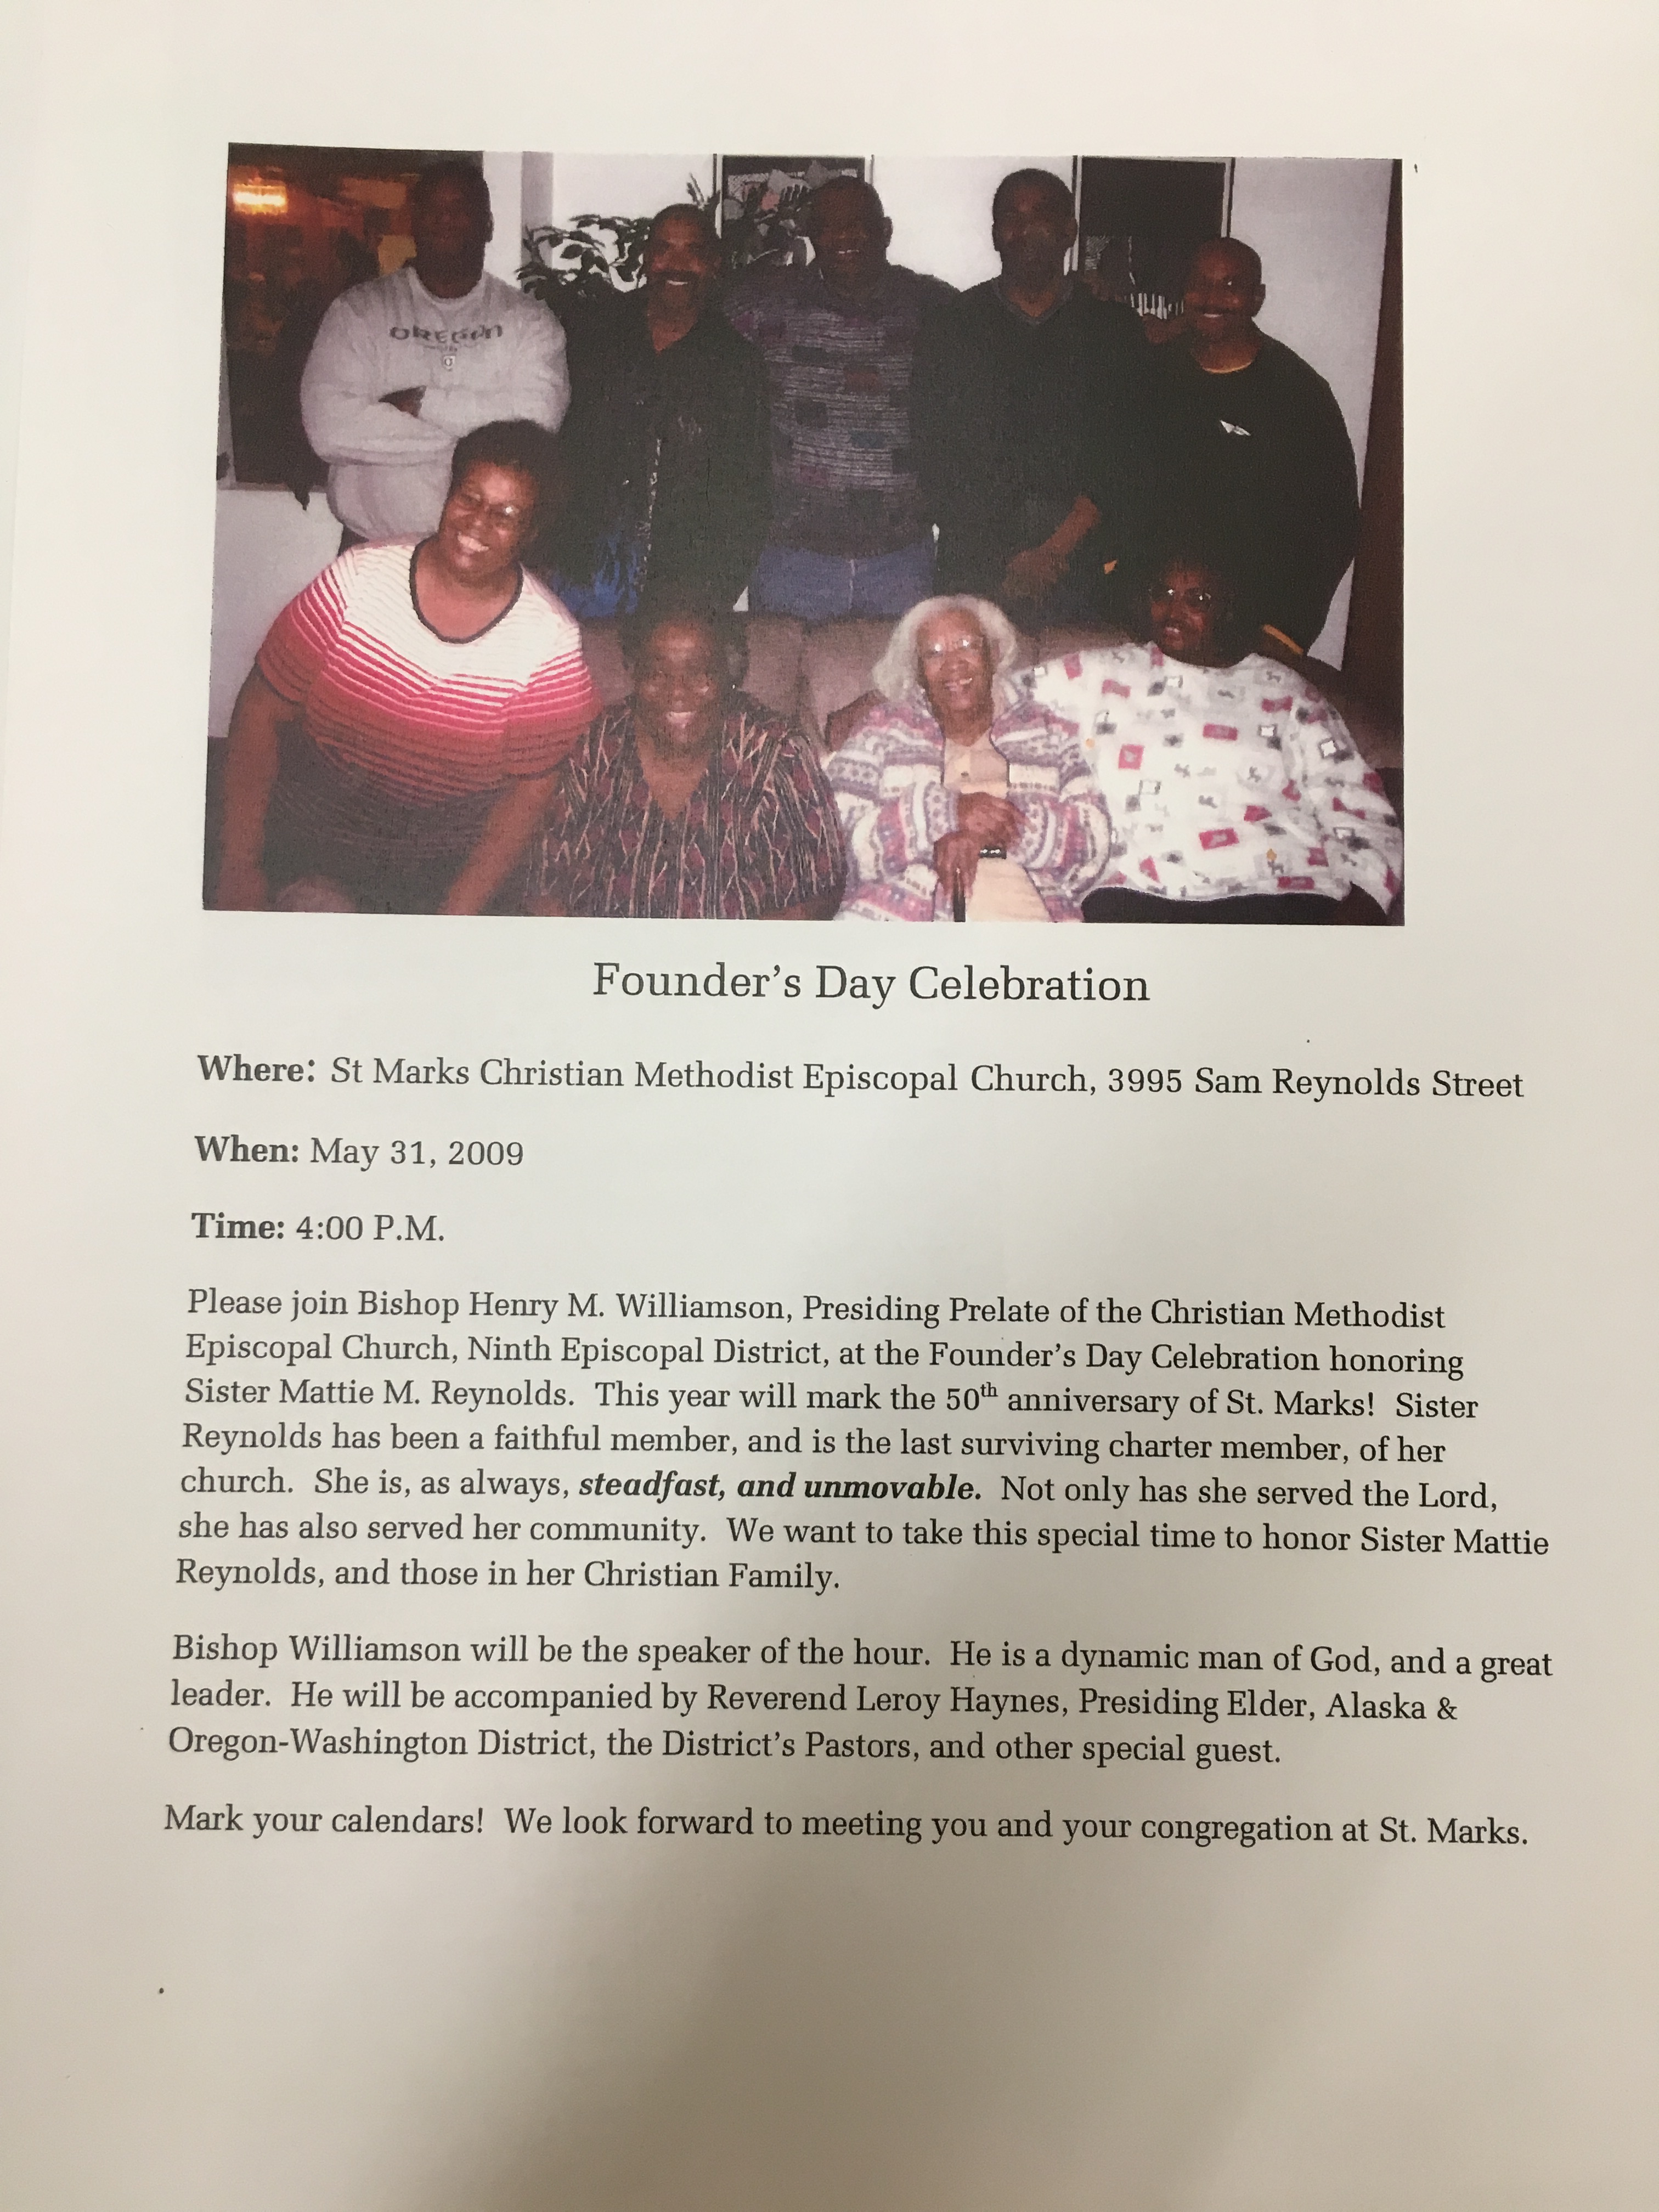 OREGON
Founder's Day Celebration
Where: St Marks Christian Methodist Episcopal Church, 3995 Sam Reynolds Street
When: May 31, 2009
Time: 4:00 P.M.
Please join Bishop Henry M. Williamson, Presiding Prelate of the Christian Methodist
Episcopal Church, Ninth Episcopal District, at the Founder's Day Celebration honoring
Sister Mattie M. Reynolds.  This year will mark the 50th anniversary of St. Marks!  Sister
Reynolds has been a faithful member, and is the last surviving charter member, of her
church.  She is, as always, steadfast, and unmovable.  Not only has she served the Lord,
she has also served her community.  We want to take this special time to honor Sister Mattie
Reynolds, and those in her Christian Family.
Bishop Williamson will be the speaker of the hour.  He is a dynamic man of God, and a great
leader.  He will be accompanied by Reverend Leroy Haynes, Presiding Elder, Alaska &
Oregon-Washington District, the District's Pastors, and other special guest.
Mark your calendars!  We look forward to meeting you and your congregation at St. Marks.